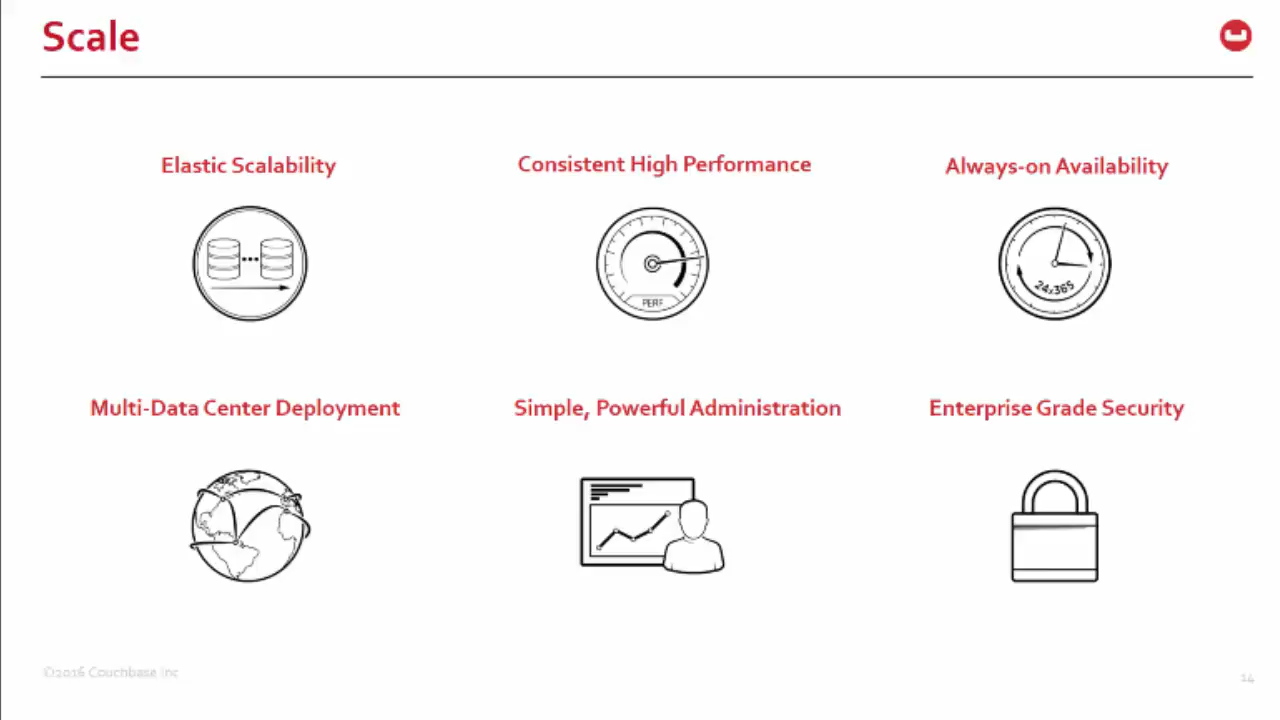 Scale
Elastic Scalability
Consistent High Performance
Always-on Availability
PERF
24x365
Multi-Data Center Deployment
Simple, Powerful Administration
Enterprise Grade Security
©2016 Couchbase Inc
14